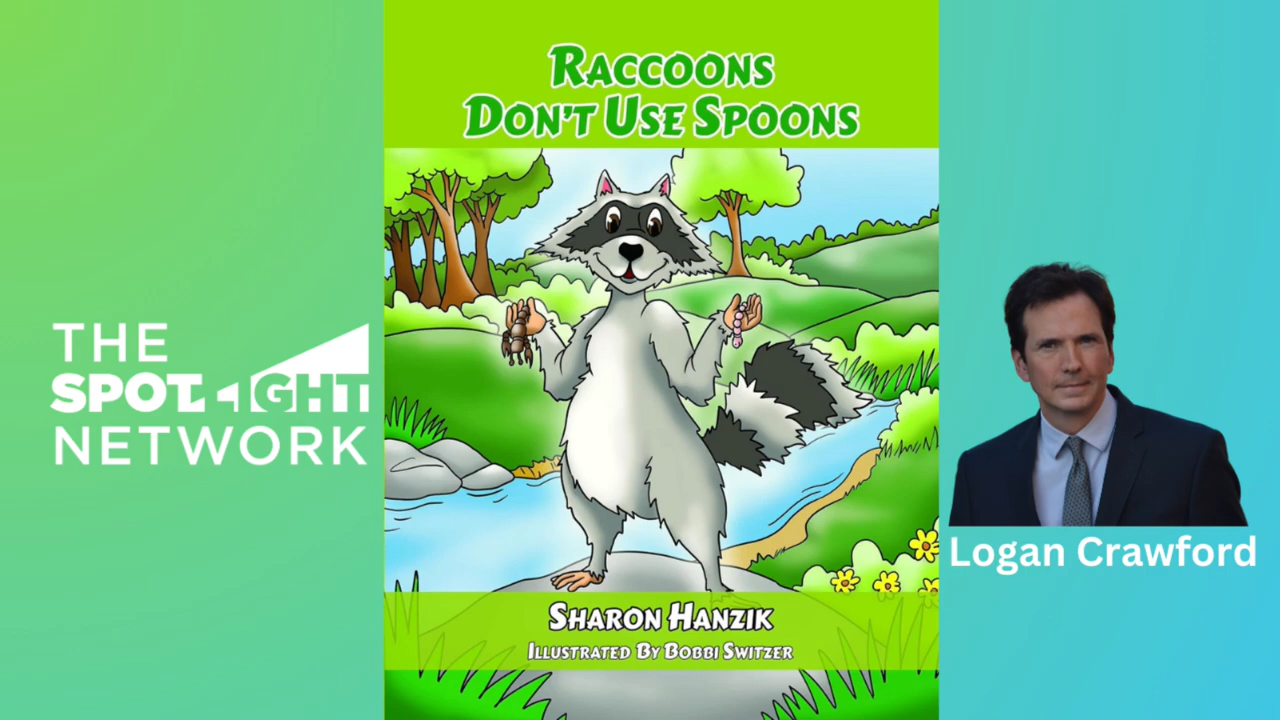 THE
SPOTLIGHT
NETWORK
RACCOONS
DON'T USE SPOONS
SHARON HANZIK
ILLUSTRATED BY BOBBI SWITZER
Logan Crawford